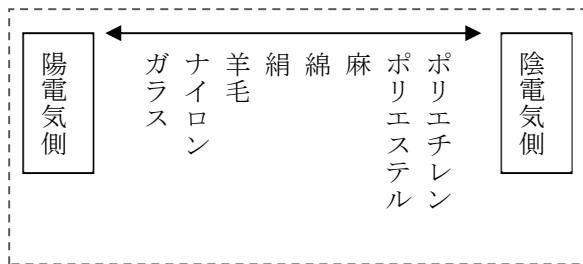 陽電気側
ガラス
ナイロン
羊毛
絹
綿
麻
ポリエステル
ポリエチレン
陰電気側